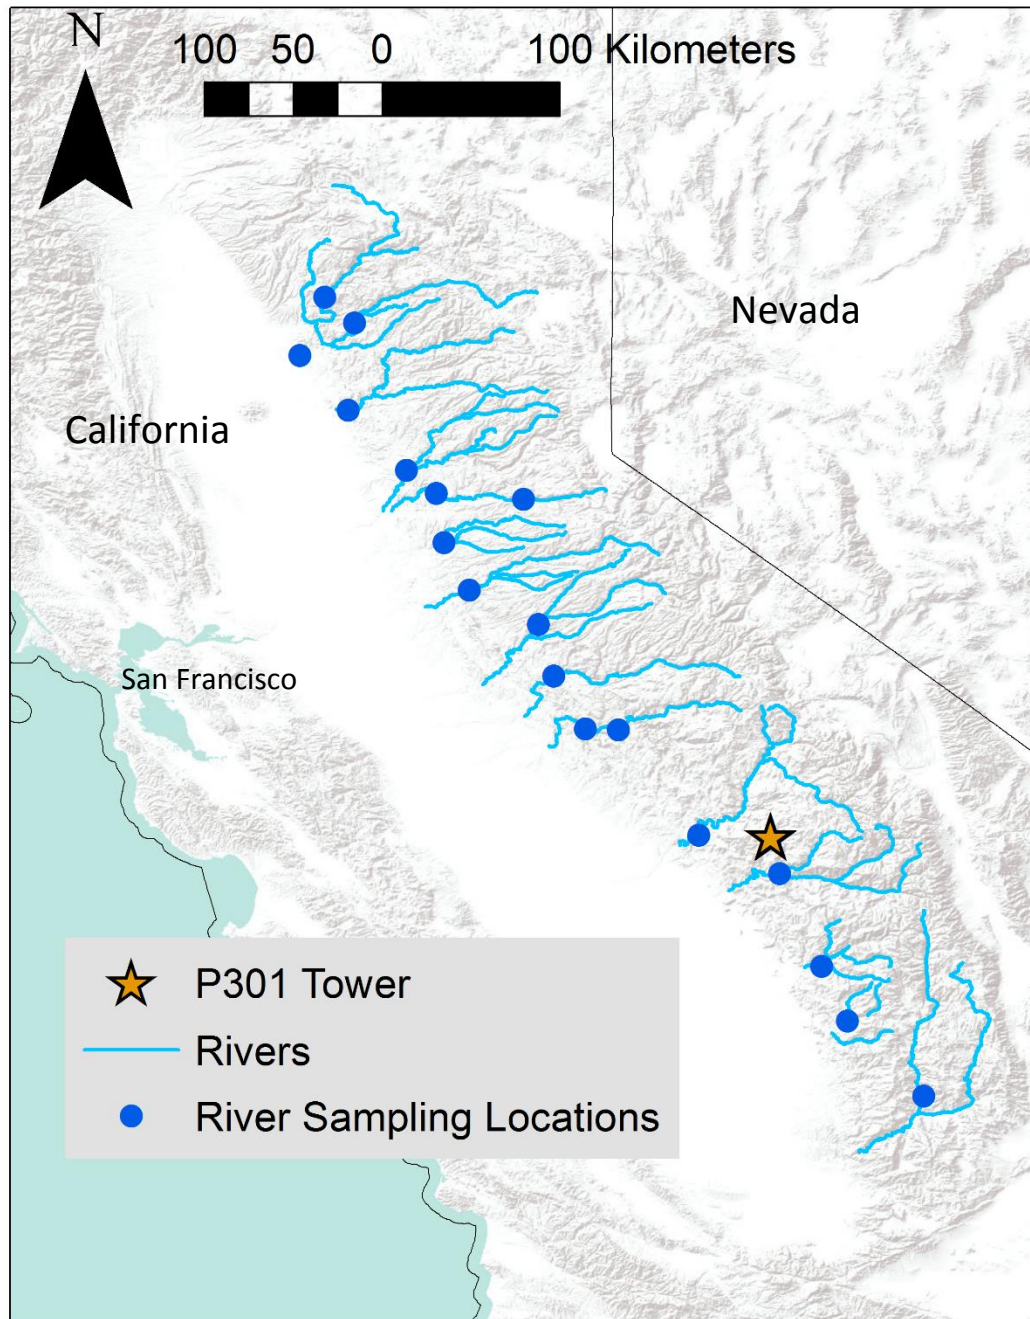 N
100 50 0 100 Kilometers
Nevada
California
San Francisco
P301 Tower
Rivers
River Sampling Locations